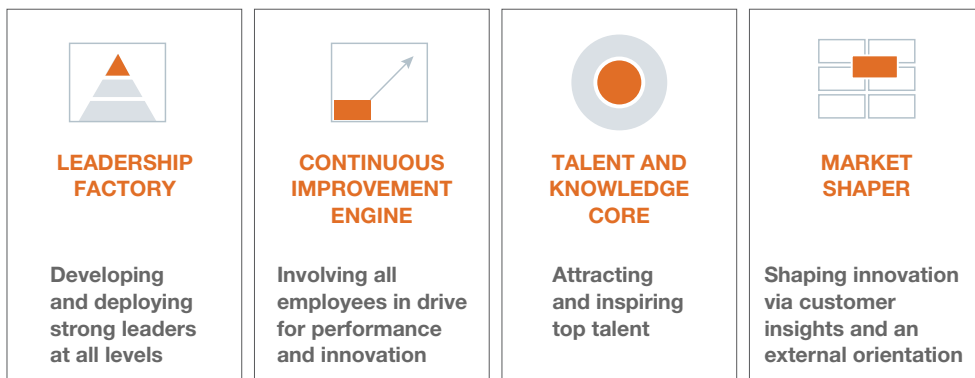 LEADERSHIP
FACTORY
Developing
and deploying
strong leaders
at all levels
CONTINUOUS
IMPROVEMENT
ENGINE
Involving all
employees in drive
for performance
and innovation
TALENT AND
KNOWLEDGE
CORE
Attracting
and inspiring
top talent
MARKET
SHAPER
Shaping innovation
via customer
insights and an
external orientation